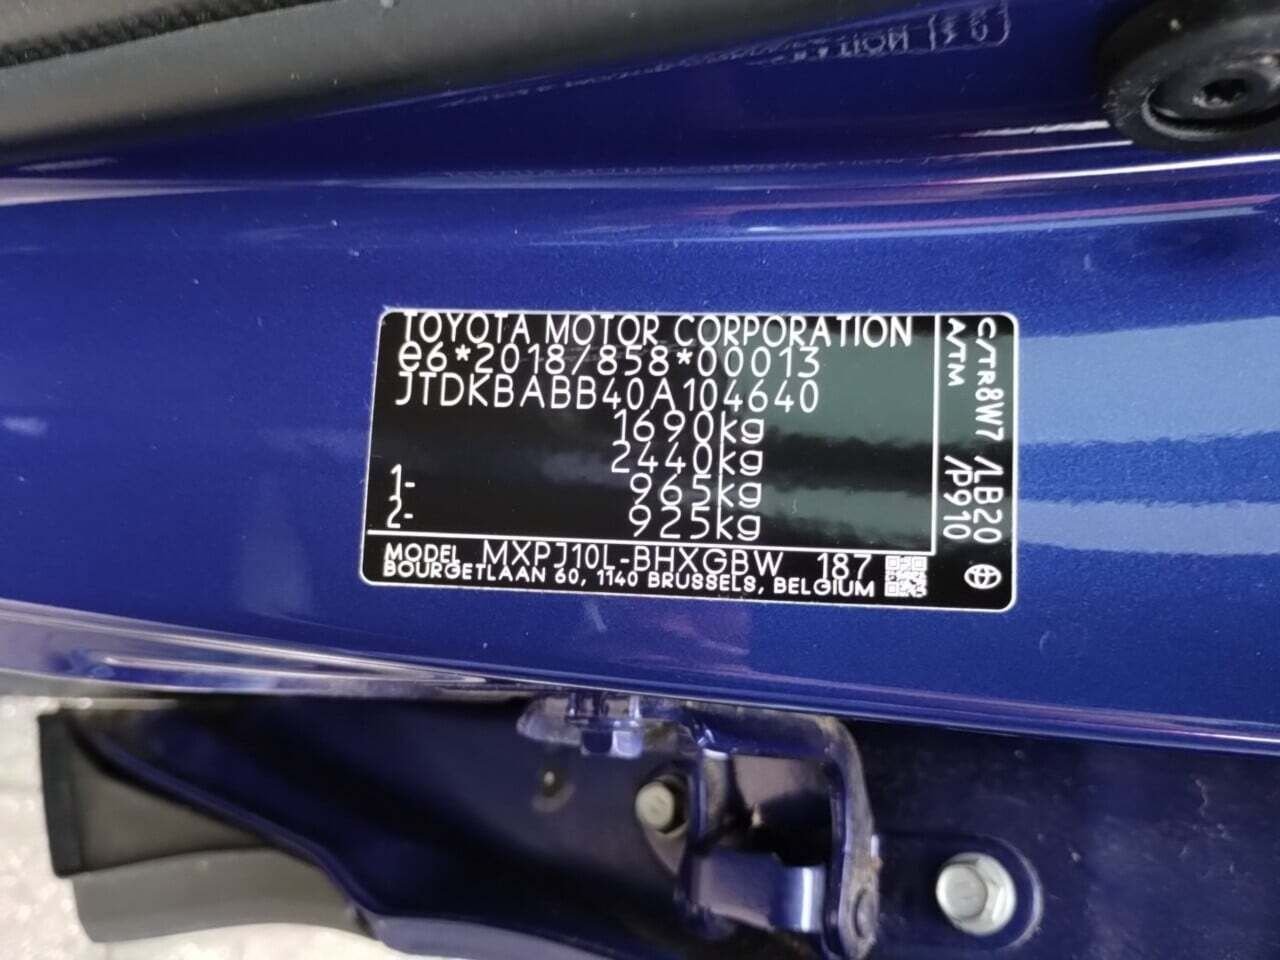 TOYOTA MOTOR CORPORATION
e6*2018/858*00013
JTDKBABB40A104640
1690kg
2440kg
1- 965kg
2- 925kg
MODEL MXPJ10L-BHXGBW 187
BOURGETLAAN 60, 1140 BRUSSELS, BELGIUM
C/TR8W7 /LB20
A/TM /P910